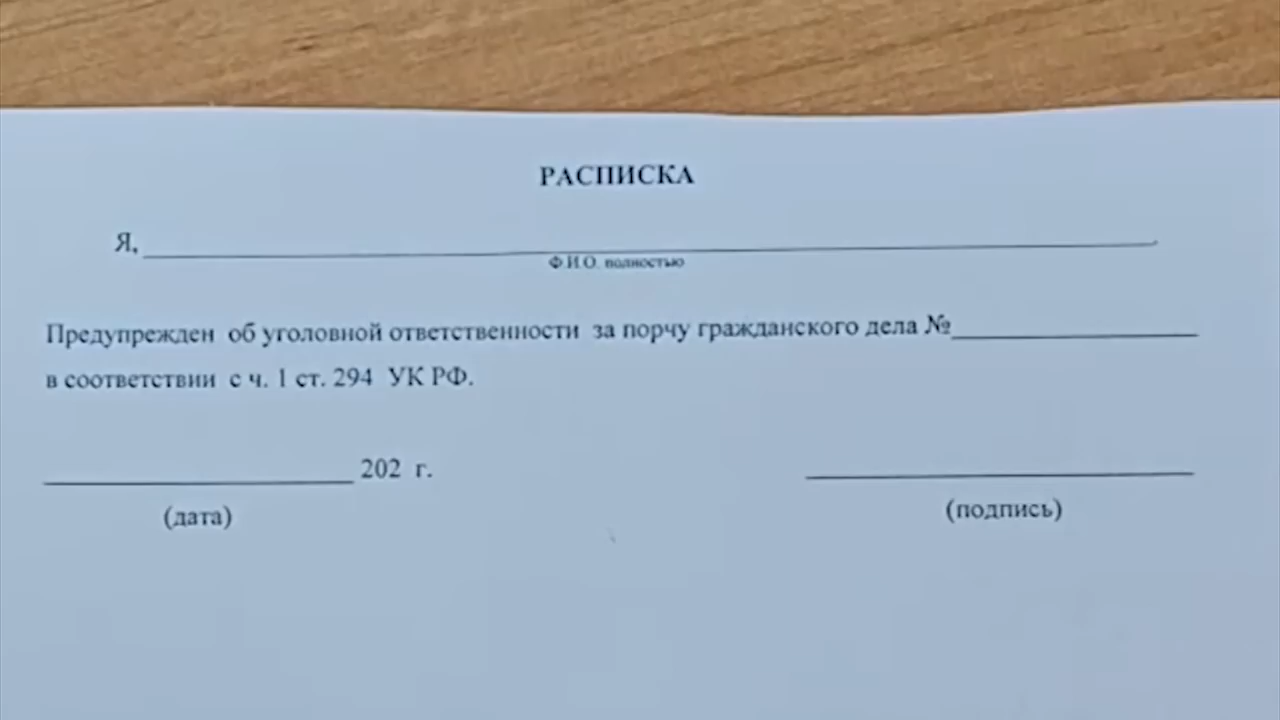 РАСПИСКА
Я, ,
Ф.И.О. полностью
Предупрежден об уголовной ответственности за порчу гражданского дела №
в соответствии с ч. 1 ст. 294 УК РФ.
202 г.
(дата) (подпись)